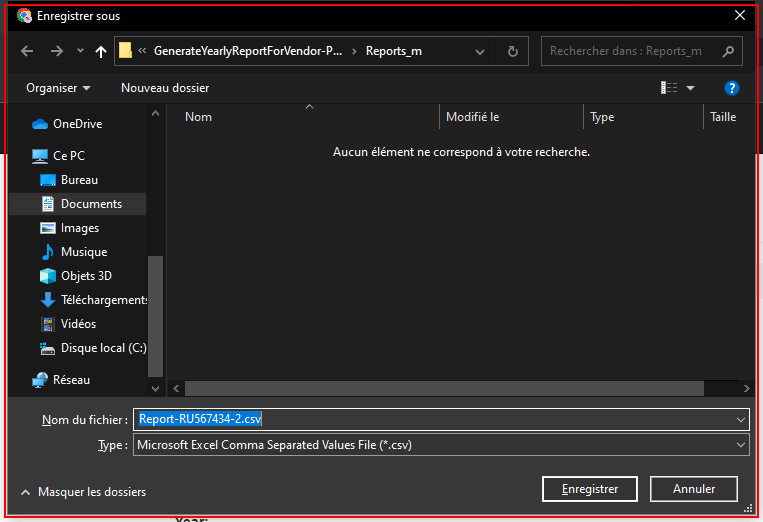 Enregistrer sous
« GenerateYearlyReportForVendor-P... > Reports_m
Rechercher dans : Reports_m
Organiser
Nouveau dossier
Nom
Modifié le
Type
Taille
Aucun élément ne correspond à votre recherche.
OneDrive
Ce PC
Bureau
Documents
Images
Musique
Objets 3D
Téléchargements
Vidéos
Disque local (C:)
Réseau
Nom du fichier :
Report-RU567434-2.csv
Type :
Microsoft Excel Comma Separated Values File (*.csv)
Masquer les dossiers
Enregistrer
Annuler
Year: